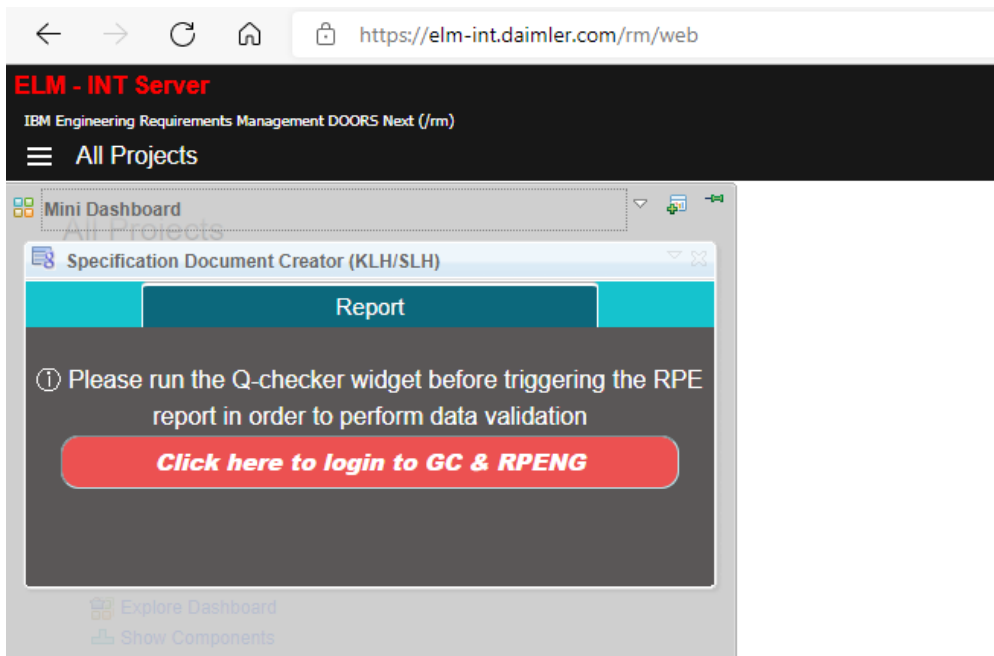 https://elm-int.daimler.com/rm/web
ELM - INT Server
IBM Engineering Requirements Management DOORS Next (/rm)
All Projects
Mini Dashboard
All Projects
Specification Document Creator (KLH/SLH)
Report
Please run the Q-checker widget before triggering the RPE
report in order to perform data validation
Click here to login to GC & RPENG
Explore Dashboard
Show Components